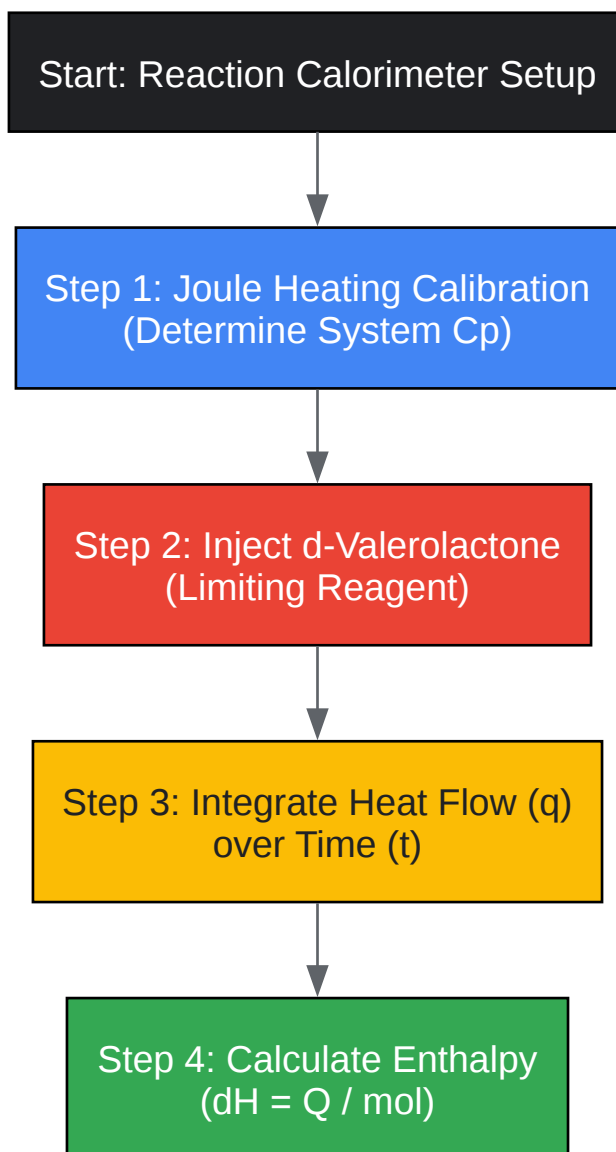 Start: Reaction Calorimeter Setup
Step 1: Joule Heating Calibration
(Determine System Cp)
Step 2: Inject d-Valerolactone
(Limiting Reagent)
Step 3: Integrate Heat Flow (q)
over Time (t)
Step 4: Calculate Enthalpy
(dH = Q / mol)